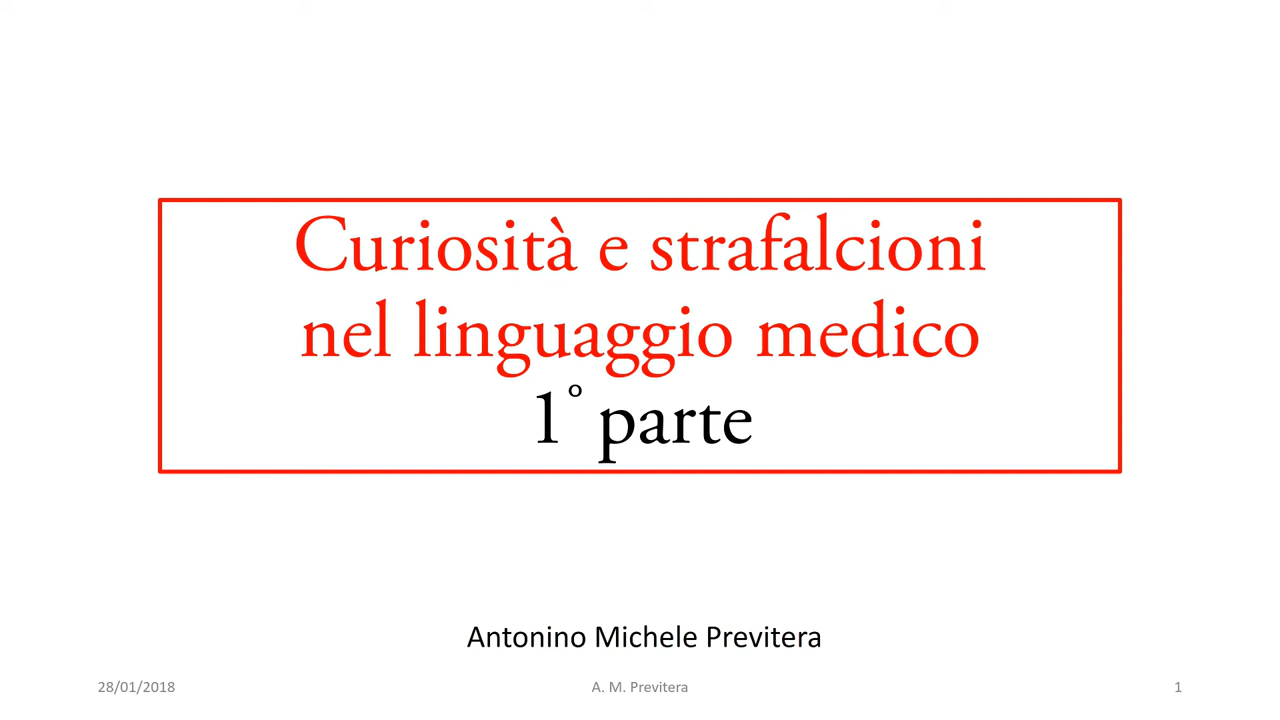 Curiosità e strafalcioni
nel linguaggio medico
1° parte
Antonino Michele Previtera
28/01/2018
A. M. Previtera
1